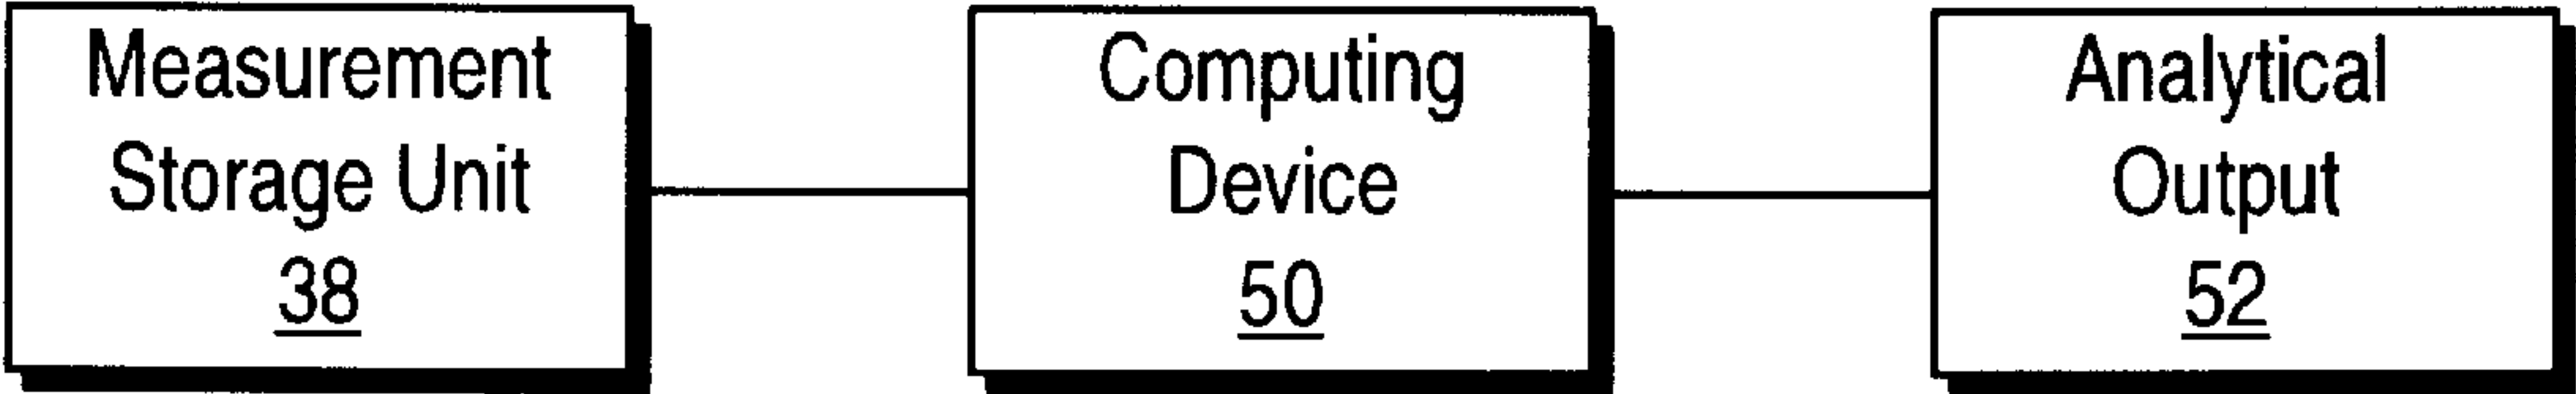 Measurement
Storage Unit
38
Computing
Device
50
Analytical
Output
52